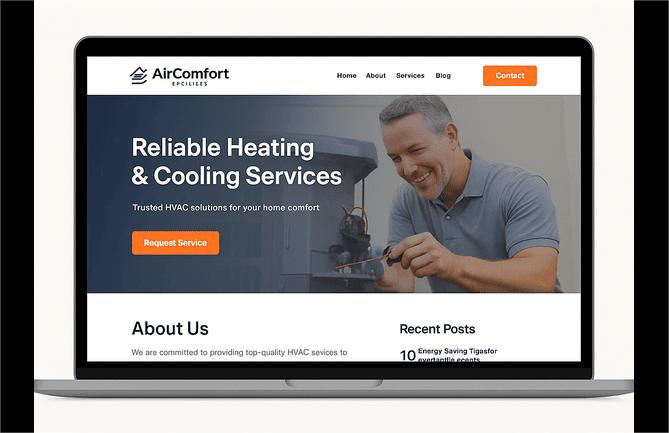 AirComfort
EPCILIEES
Home About Services Blog
Contact
Reliable Heating
& Cooling Services
Trusted HVAC solutions for your home comfort
Request Service
About Us
We are committed to providing top-quality HVAC sevices to
Recent Posts
10 Energy Saving Tigasfor
evertantlle ecents